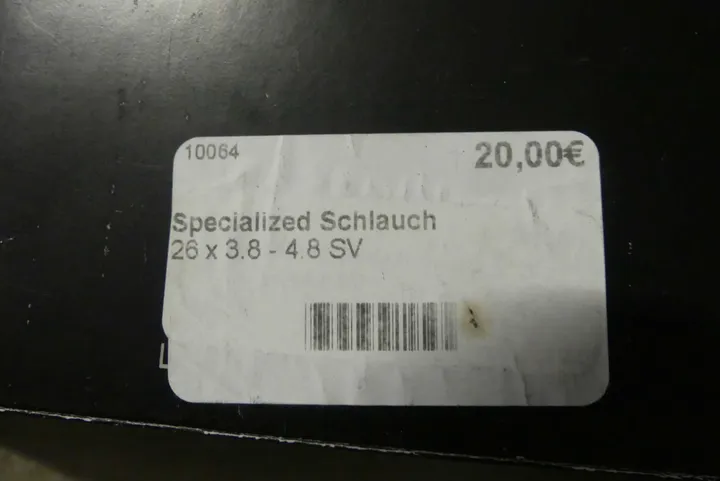 10064
20,00€
Specialized Schlauch
26 x 3.8 - 4.8 SV
L